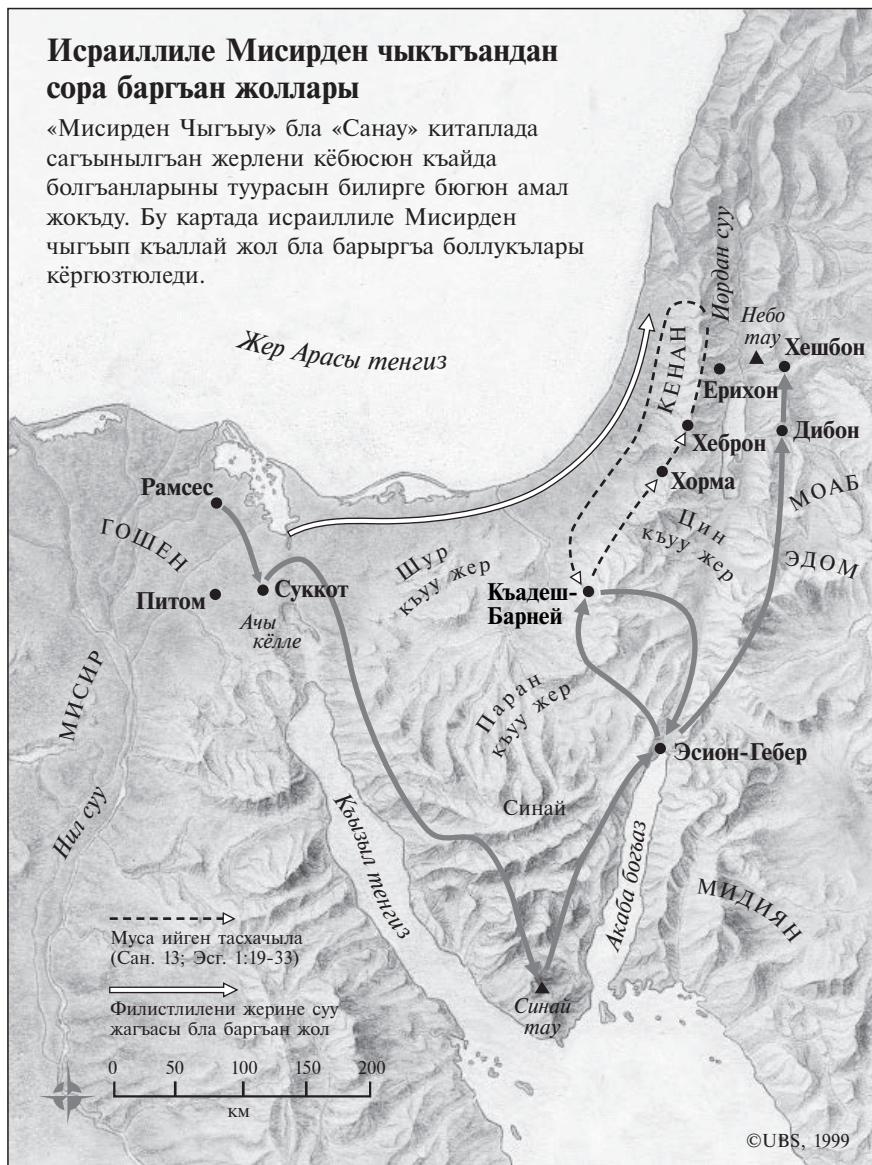 Исраиллиле Мисирден чыкъгъандан
сора баргъан жоллары
«Мисирден Чыгъыу» бла «Санау» китаплада
сагъынылгъан жерлени кёбюсюн къайда
болгъанларыны туурасын билирге бюгюн амал
жокъду. Бу картада исраиллиле Мисирден
чыгъып къаллай жол бла барыргъа боллукълары
кёргюзтюледи.
Жер Арасы тенгиз
Иордан суу
Небо
тау
Хешбон
КЕНАН
Ерихон
Хеброн
Дибон
Хорма
МОАБ
Рамсес
ГОШЕН
Цин
къуу жер
ЭДОМ
Шур
къуу жер
Питом
Суккот
Къадеш-
Барней
Ачы
кёлле
МИСИР
Паран
къуу жер
Эсион-Гебер
Синай
Нил суу
Къызыл тенгиз
Акаба богъаз
МИДИЯН
Муса ийген тасхачыла
(Сан. 13; Эсг. 1:19-33)
Филистлилени жерине суу
жагъасы бла баргъан жол
Синай
тау
0 50 100 150 200
км
©UBS, 1999